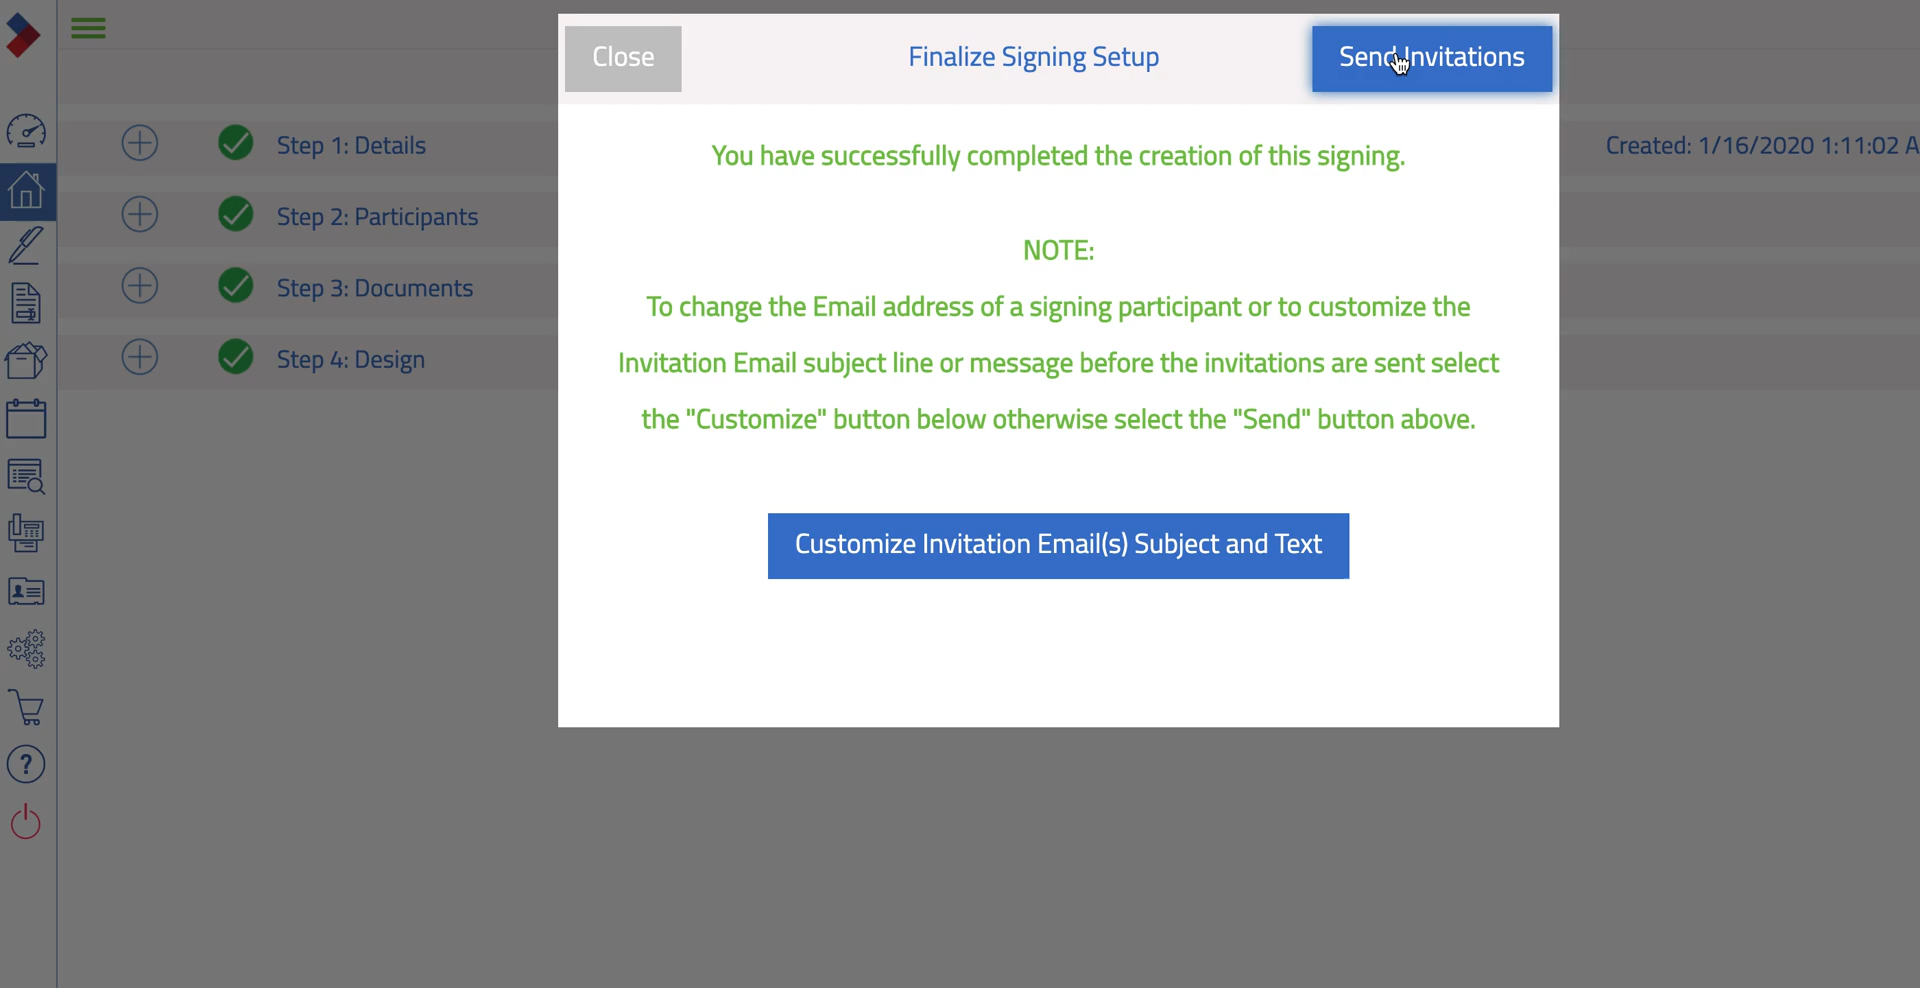 Close
Finalize Signing Setup
Send Invitations
Step 1: Details
Created: 1/16/2020 1:11:02 A
Step 2: Participants
Step 3: Documents
Step 4: Design
You have successfully completed the creation of this signing.
NOTE:
To change the Email address of a signing participant or to customize the
Invitation Email subject line or message before the invitations are sent select
the "Customize" button below otherwise select the "Send" button above.
Customize Invitation Email(s) Subject and Text
?